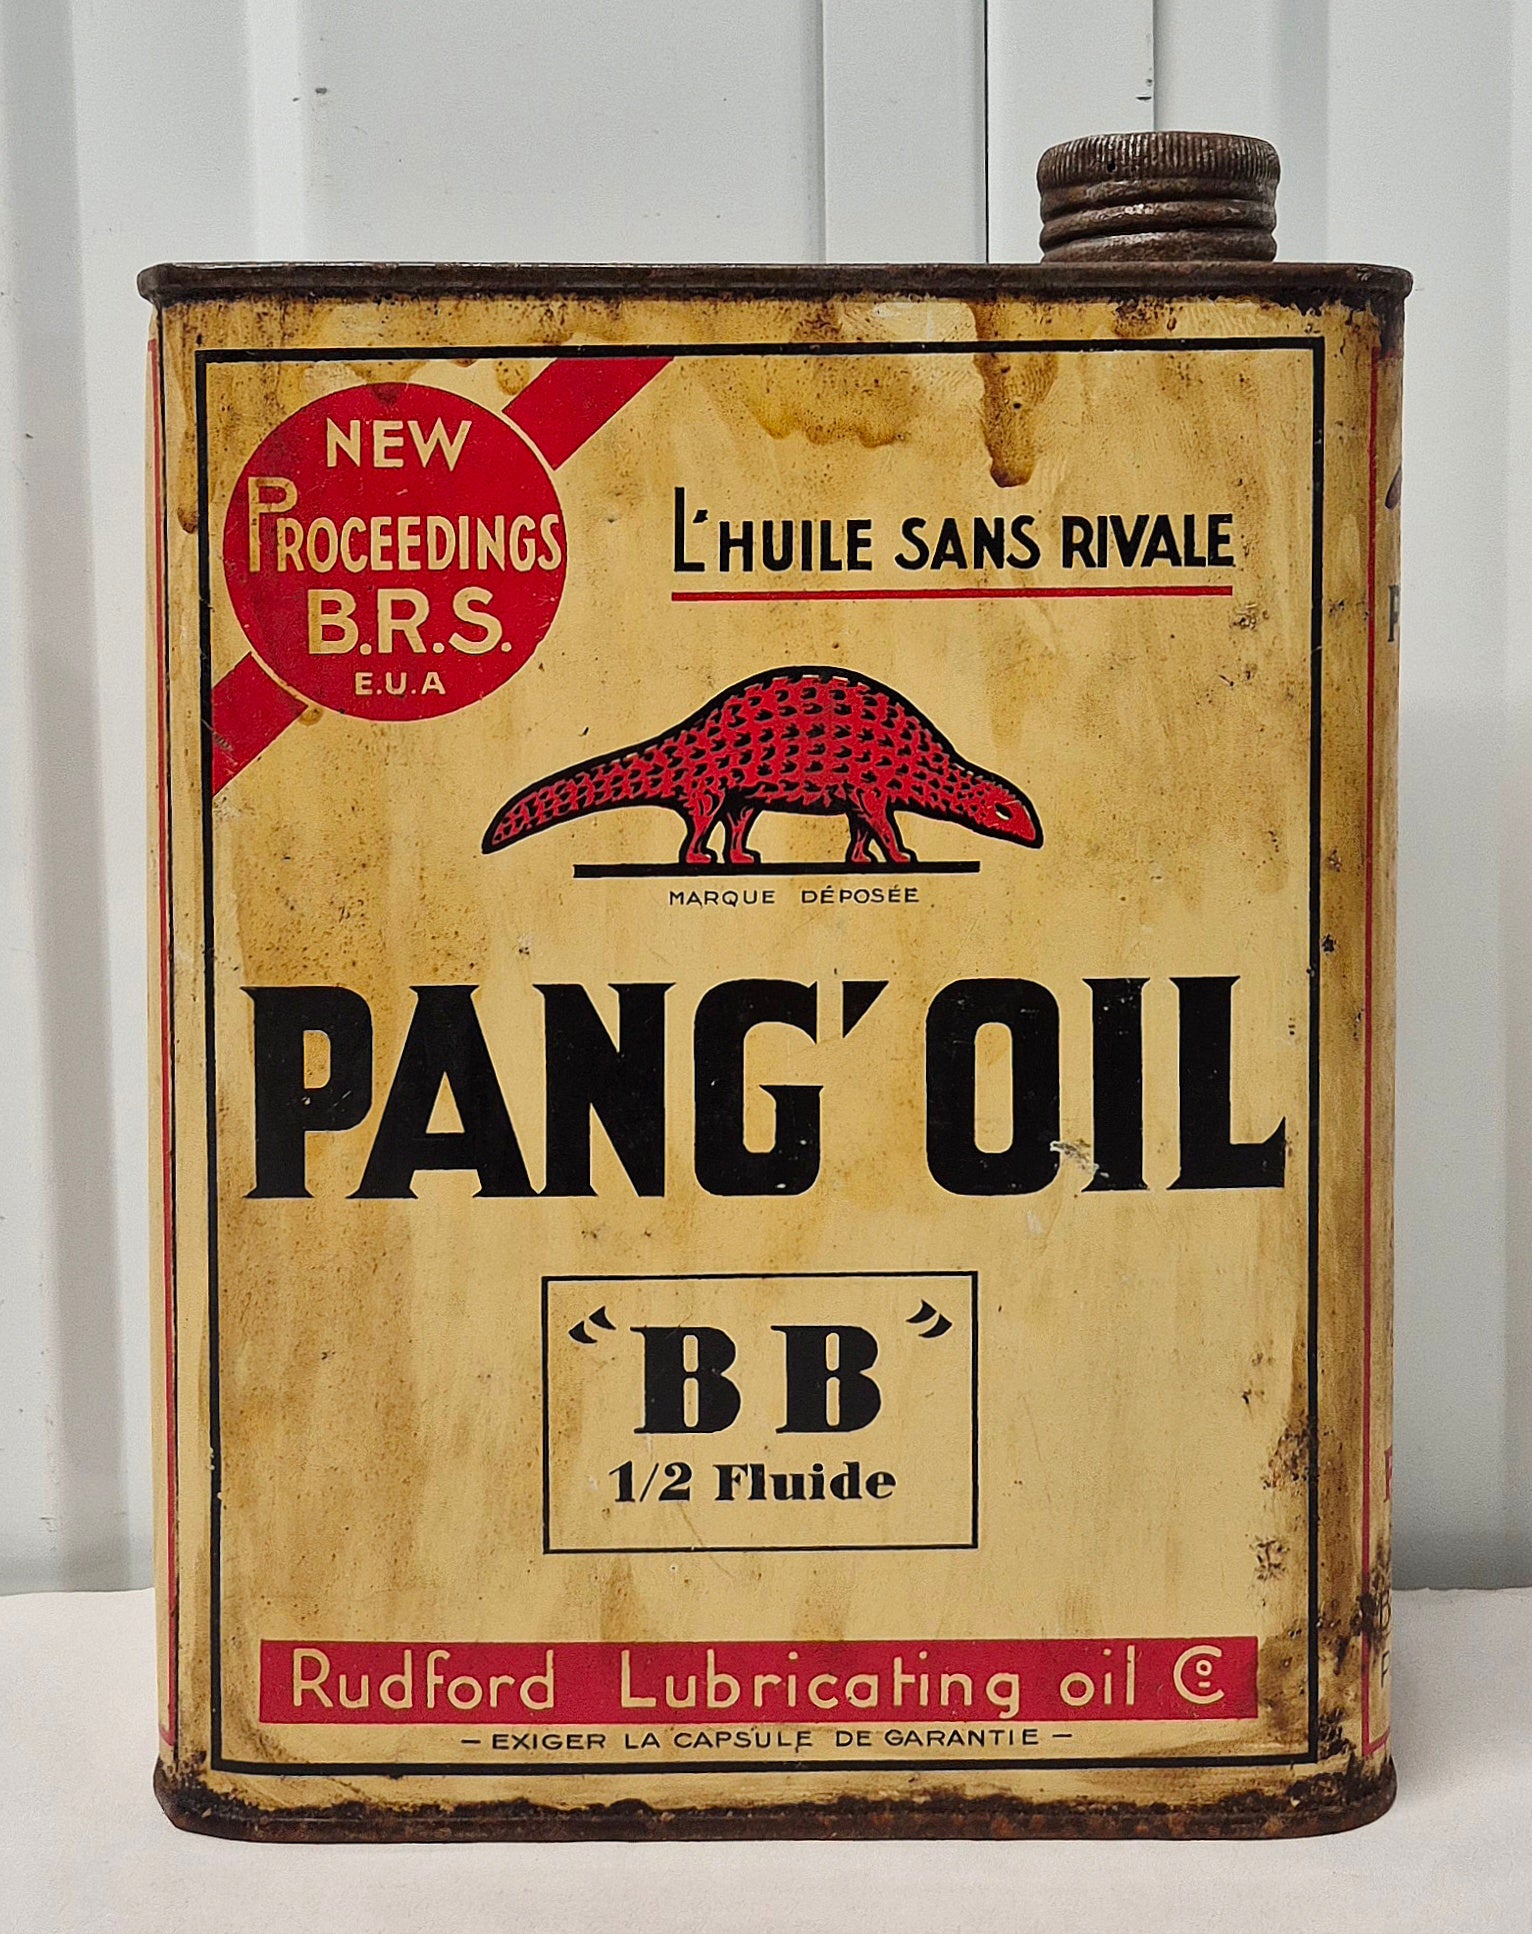 NEW
PROCEEDINGS
B.R.S.
E.U.A
L'HUILE SANS RIVALE
MARQUE DÉPOSÉE
PANG'OIL
"BB"
1/2 Fluide
Rudford Lubricating oil Co
— EXIGER LA CAPSULE DE GARANTIE —